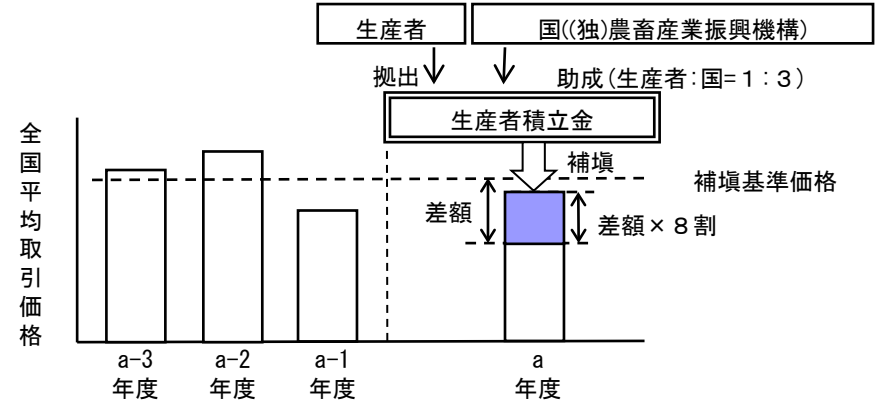 生産者
国((独)農畜産業振興機構)
拠出
助成(生産者:国=1:3)
生産者積立金
補塡
補塡基準価格
差額
差額×8割
全国平均取引価格
a-3
年度
a-2
年度
a-1
年度
a
年度